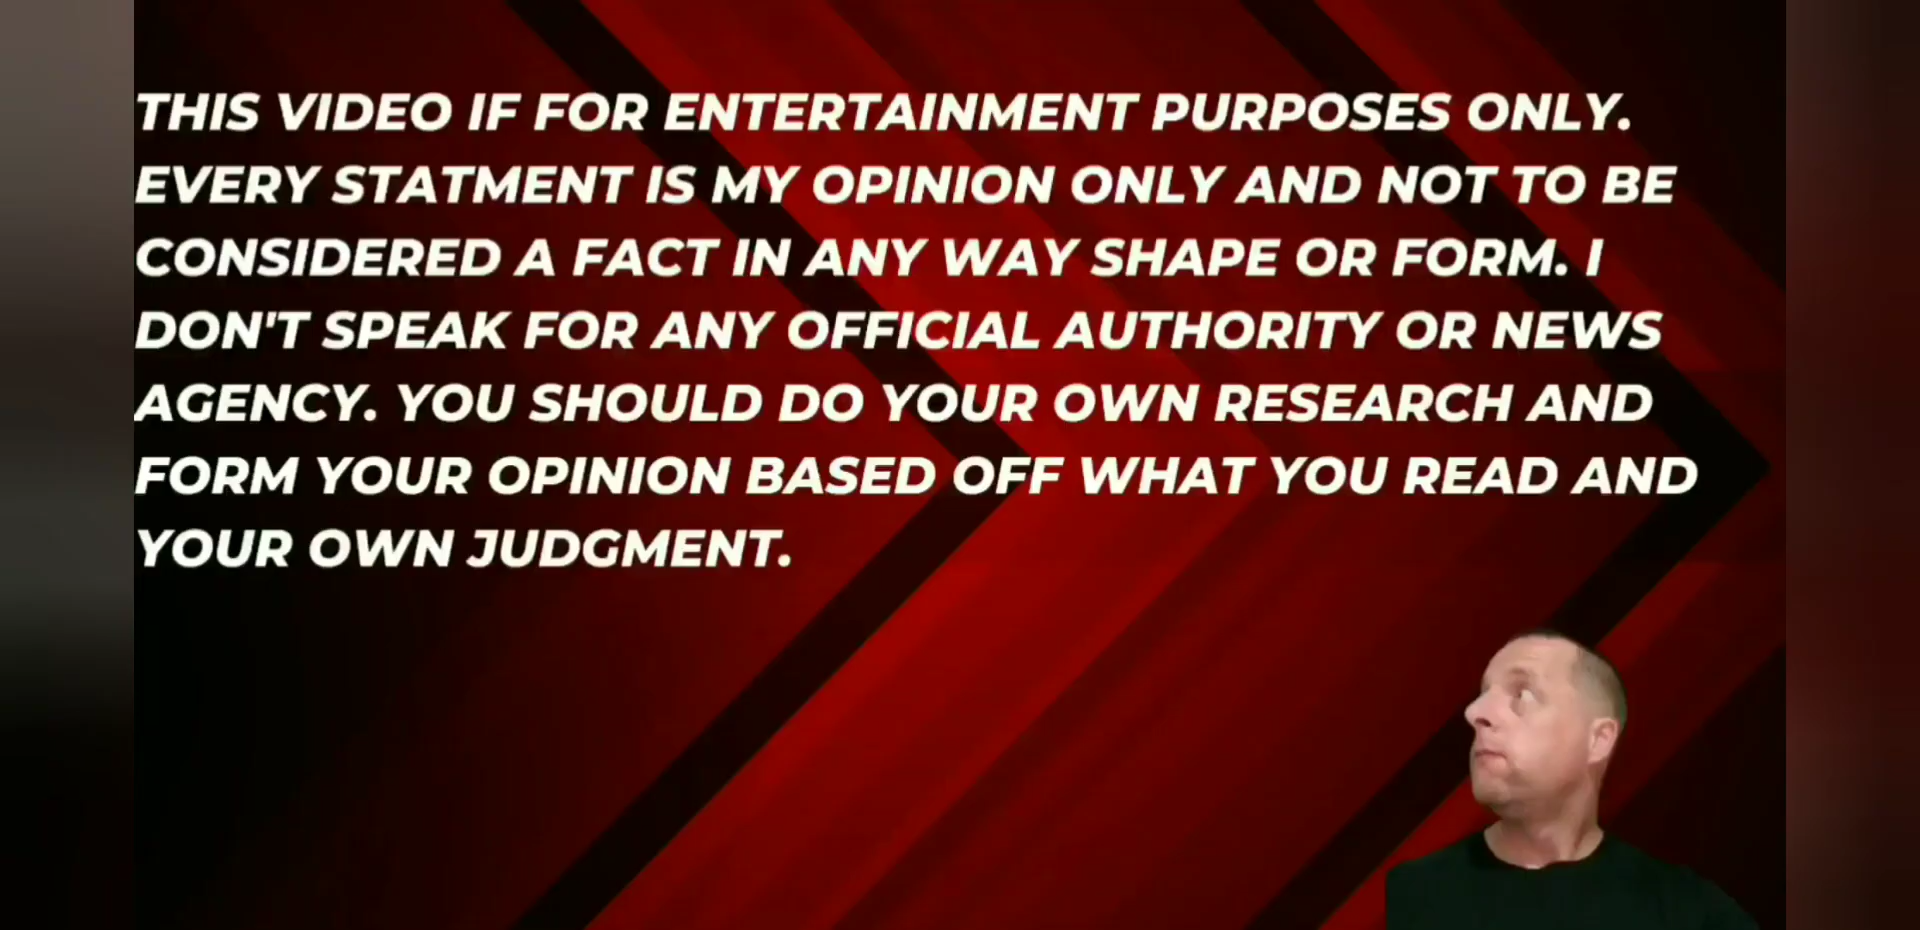 THIS VIDEO IF FOR ENTERTAINMENT PURPOSES ONLY.
EVERY STATMENT IS MY OPINION ONLY AND NOT TO BE
CONSIDERED A FACT IN ANY WAY SHAPE OR FORM. I
DON'T SPEAK FOR ANY OFFICIAL AUTHORITY OR NEWS
AGENCY. YOU SHOULD DO YOUR OWN RESEARCH AND
FORM YOUR OPINION BASED OFF WHAT YOU READ AND
YOUR OWN JUDGMENT.